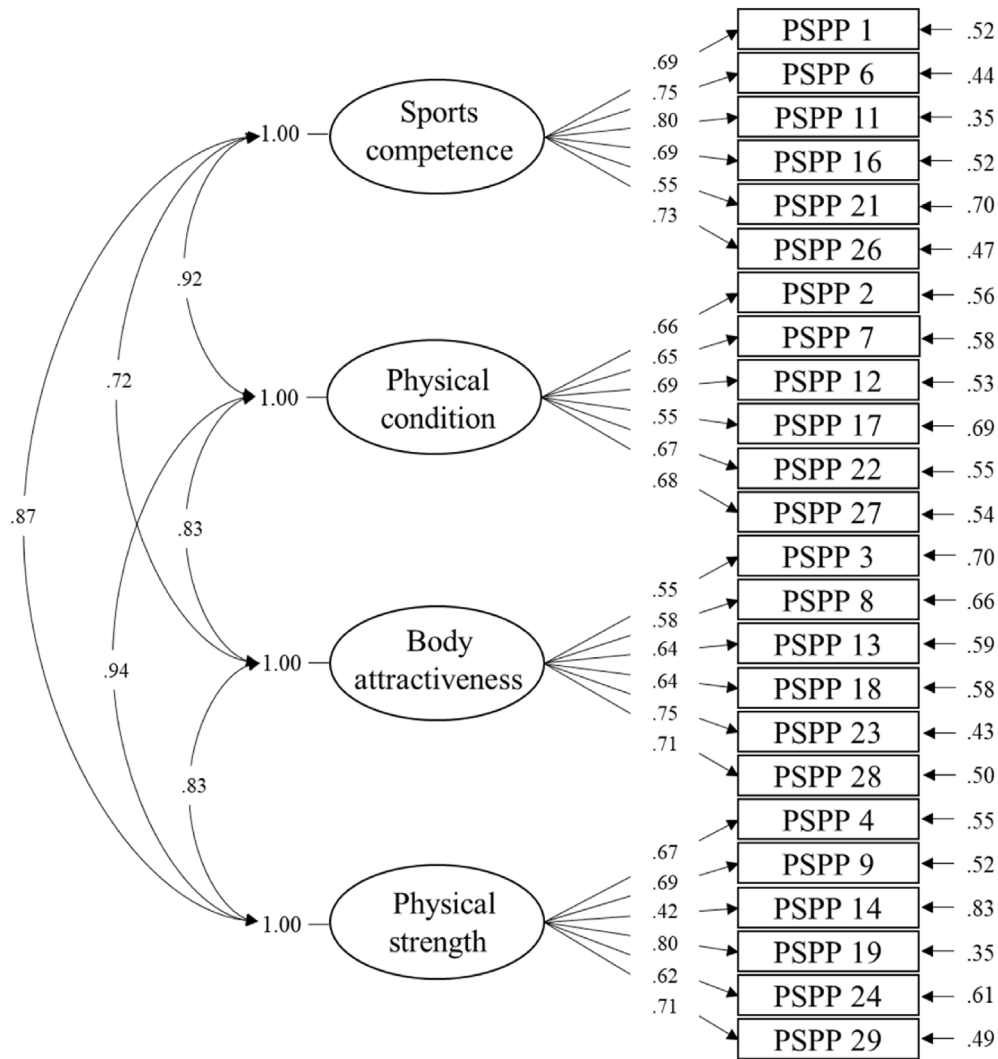 PSPP 1
.52
.69
PSPP 6
.44
.75
PSPP 11
.35
.80
PSPP 16
.52
.69
PSPP 21
.70
.55
PSPP 26
.47
.73
1.00
Sports
competence
.92
PSPP 2
.56
.66
PSPP 7
.58
.65
PSPP 12
.53
.69
PSPP 17
.69
.55
PSPP 22
.55
.67
PSPP 27
.54
.68
.72
1.00
Physical
condition
.87
.83
PSPP 3
.70
.55
PSPP 8
.66
.58
PSPP 13
.59
.64
PSPP 18
.58
.64
PSPP 23
.43
.75
PSPP 28
.50
.71
1.00
Body
attractiveness
.94
.83
PSPP 4
.55
.67
PSPP 9
.52
.69
PSPP 14
.83
.42
PSPP 19
.35
.80
PSPP 24
.61
.62
PSPP 29
.49
.71
1.00
Physical
strength